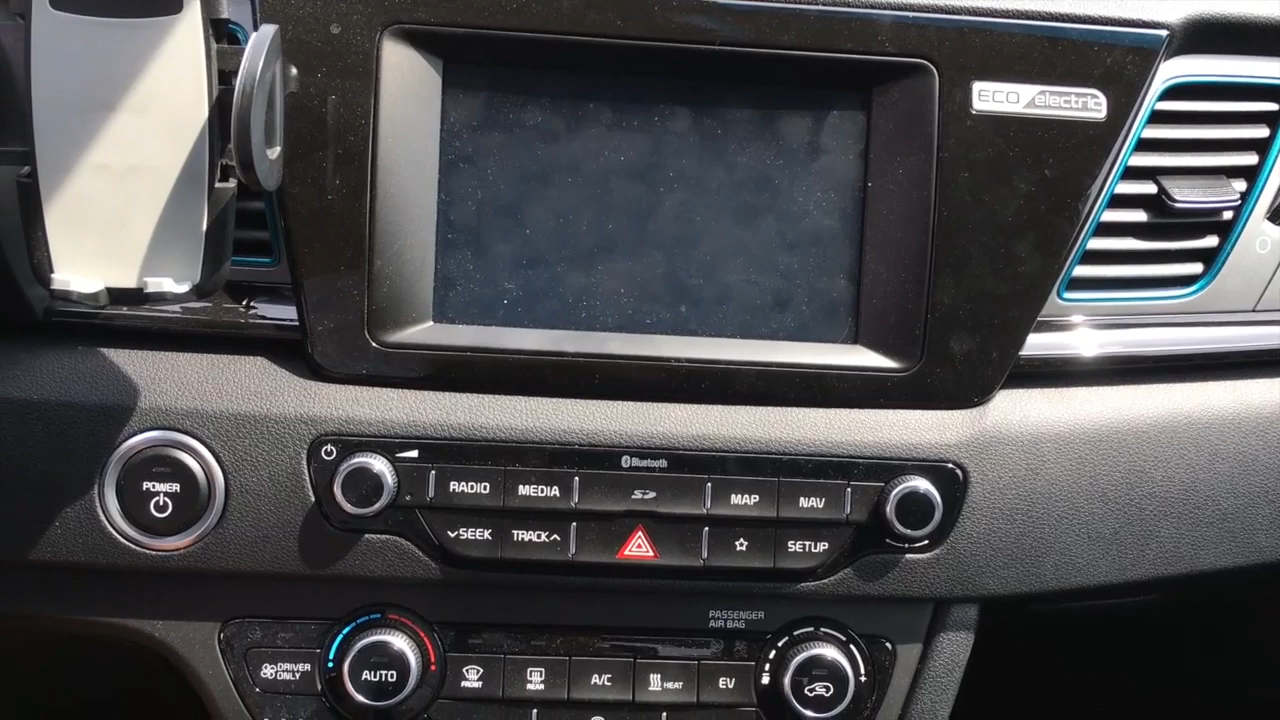 ECO electric
POWER
Bluetooth
RADIO
MEDIA
SD
MAP
NAV
SEEK
TRACK
SETUP
PASSENGER
AIR BAG
DRIVER
ONLY
AUTO
FRONT
REAR
A/C
HEAT
EV